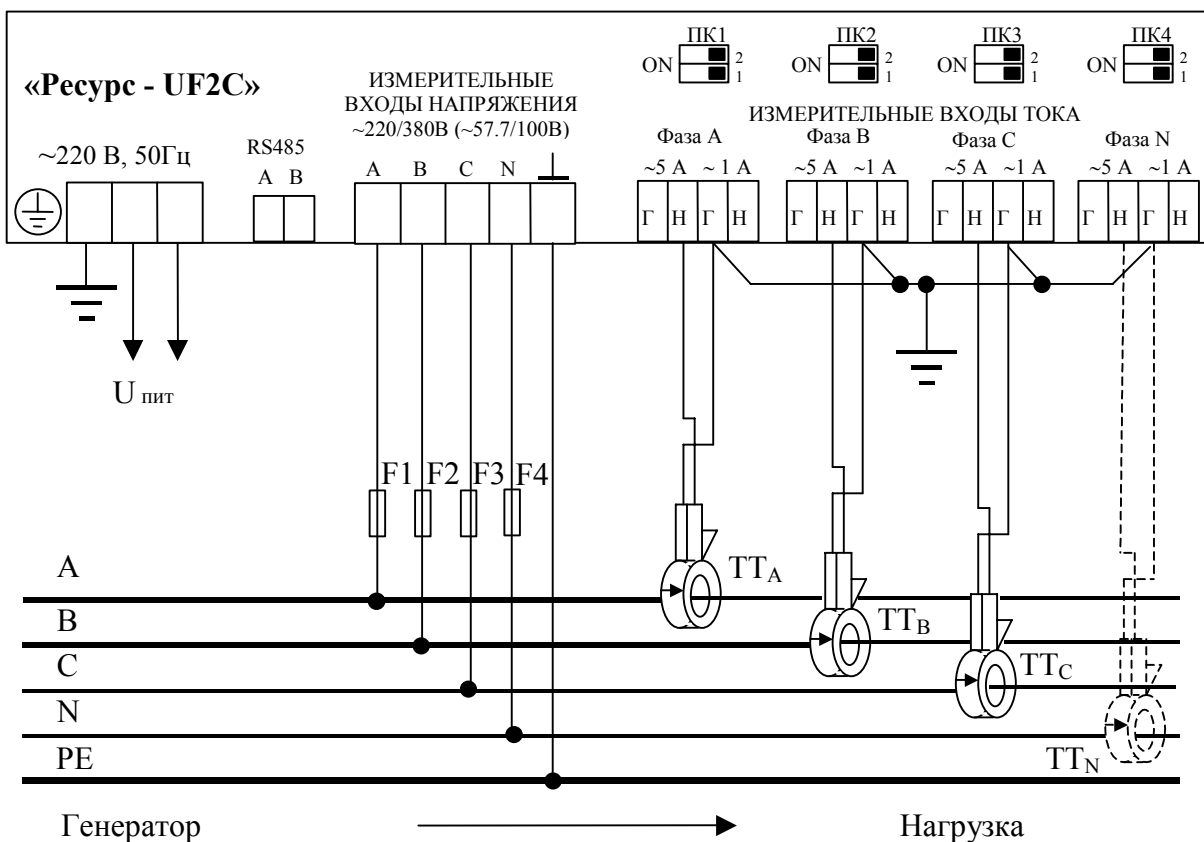 ПК1 ПК2 ПК3 ПК4
ON 2 ON 2 ON 2 ON 2
1 1 1 1
«Ресурс - UF2C»
ИЗМЕРИТЕЛЬНЫЕ
ВХОДЫ НАПРЯЖЕНИЯ
~220/380В (~57.7/100В)
ИЗМЕРИТЕЛЬНЫЕ ВХОДЫ ТОКА
Фаза А Фаза В Фаза С Фаза N
~220 В, 50Гц
RS485
A B
A B C N
~5 А ~ 1 А ~5 А ~1 А ~5 А ~1 А ~5 А ~1 А
Г Н Г Н Г Н Г Н Г Н Г Н Г Н Г Н
U пит
F1 F2 F3 F4
A
TTA
B
TTB
C
TTC
N
TTN
PE
Генератор Нагрузка